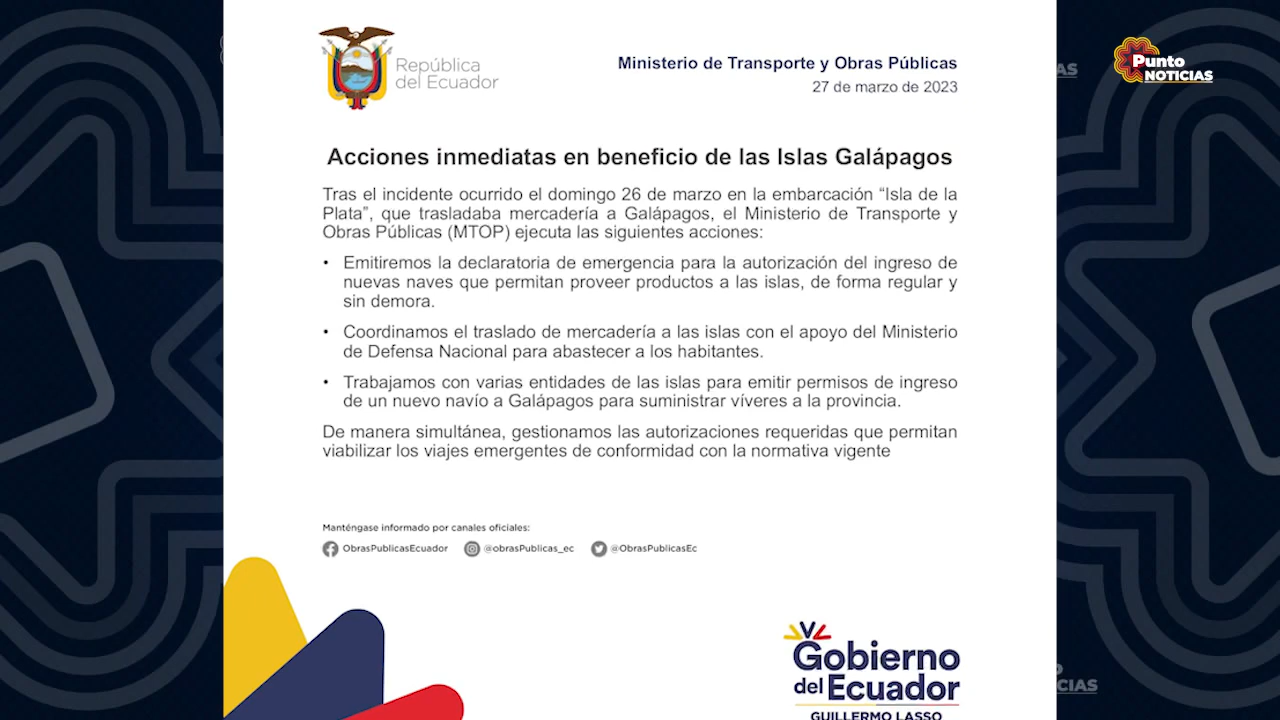 República
del Ecuador
Ministerio de Transporte y Obras Públicas
27 de marzo de 2023
Punto
NOTICIAS
Acciones inmediatas en beneficio de las Islas Galápagos
Tras el incidente ocurrido el domingo 26 de marzo en la embarcación “Isla de la
Plata”, que trasladaba mercadería a Galápagos, el Ministerio de Transporte y
Obras Públicas (MTOP) ejecuta las siguientes acciones:
• Emitiremos la declaratoria de emergencia para la autorización del ingreso de
nuevas naves que permitan proveer productos a las islas, de forma regular y
sin demora.
• Coordinamos el traslado de mercadería a las islas con el apoyo del Ministerio
de Defensa Nacional para abastecer a los habitantes.
• Trabajamos con varias entidades de las islas para emitir permisos de ingreso
de un nuevo navío a Galápagos para suministrar víveres a la provincia.
De manera simultánea, gestionamos las autorizaciones requeridas que permitan
viabilizar los viajes emergentes de conformidad con la normativa vigente
Manténgase informado por canales oficiales:
ObrasPublicasEcuador @obrasPublicas_ec @ObrasPublicasEc
Gobierno
del Ecuador
GUILLERMO LASSO